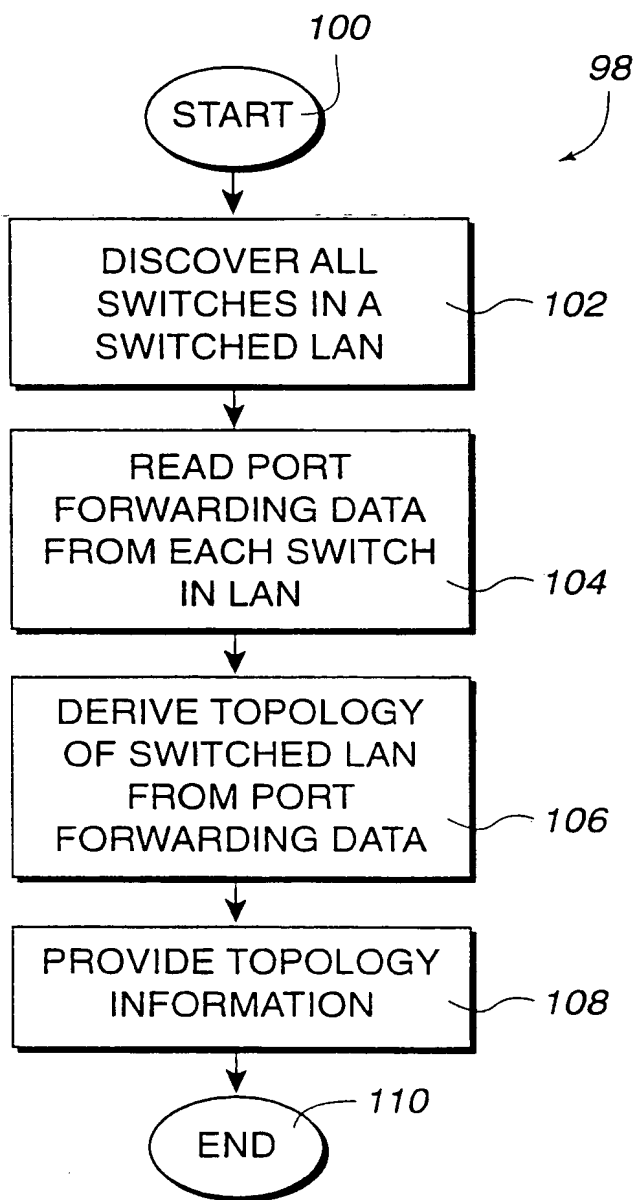 100
98
START
DISCOVER ALL
SWITCHES IN A
SWITCHED LAN
102
READ PORT
FORWARDING DATA
FROM EACH SWITCH
IN LAN
104
DERIVE TOPOLOGY
OF SWITCHED LAN
FROM PORT
FORWARDING DATA
106
PROVIDE TOPOLOGY
INFORMATION
108
110
END